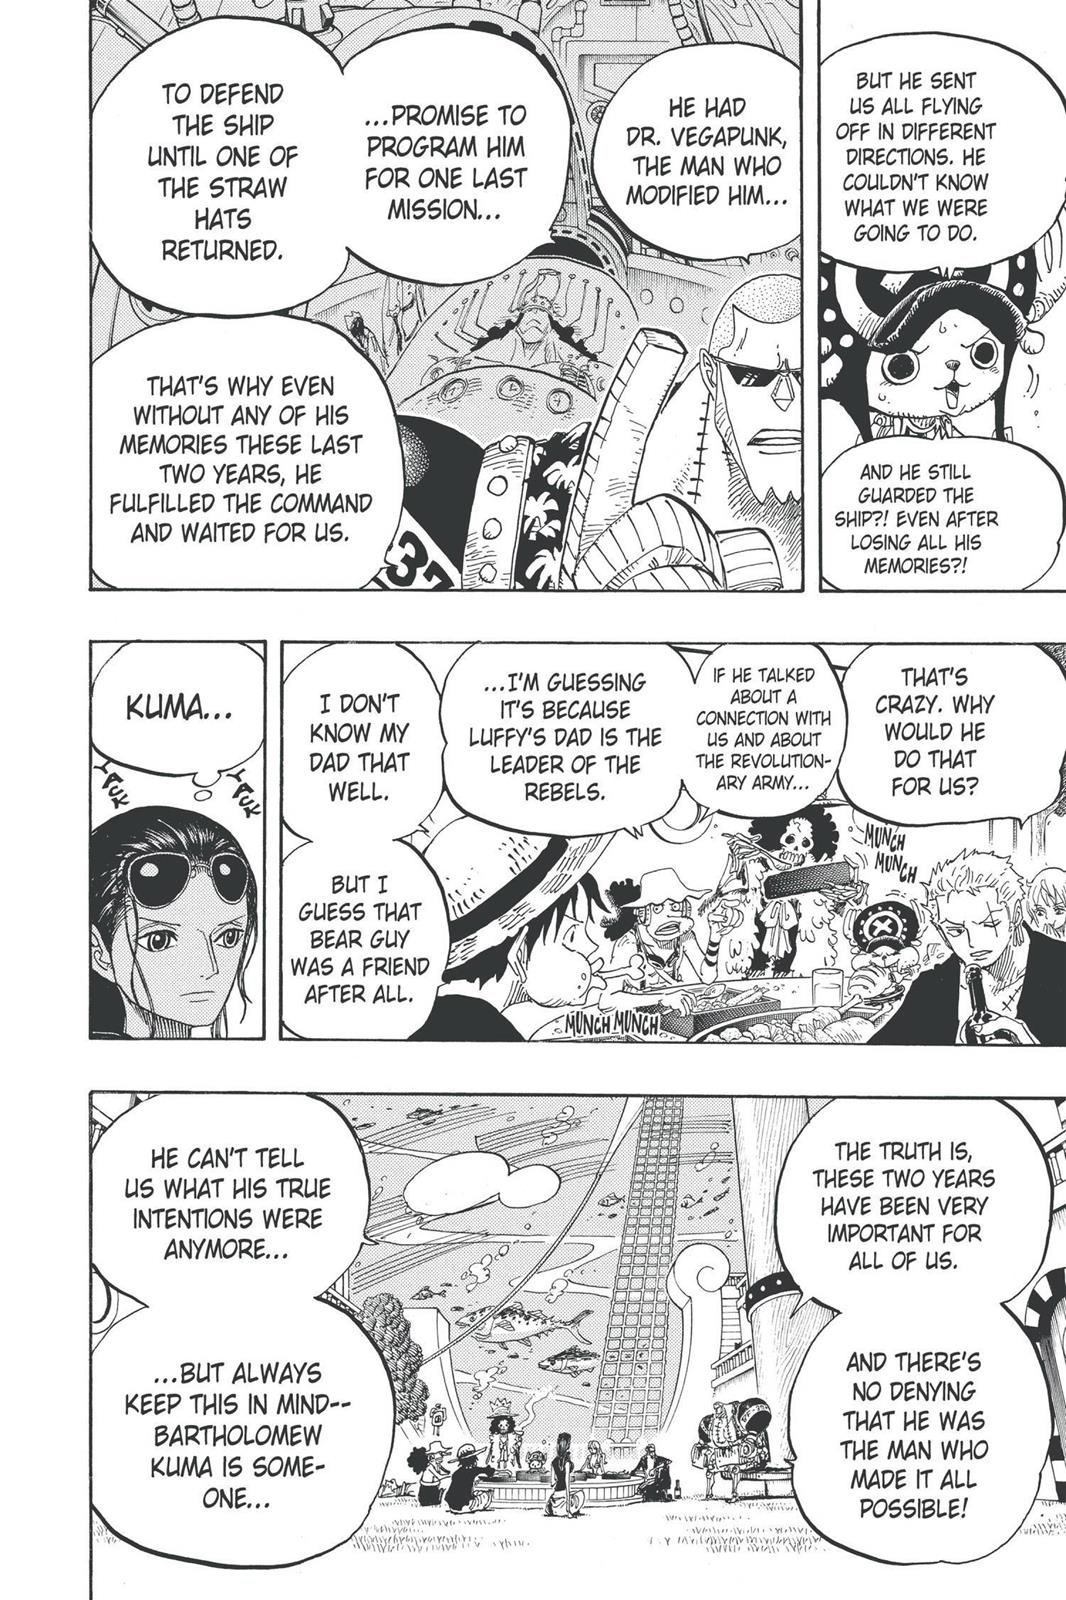 BUT HE SENT
US ALL FLYING
OFF IN DIFFERENT
DIRECTIONS. HE
COULDN'T KNOW
WHAT WE WERE
GOING TO DO.
AND HE STILL
GUARDED THE
SHIP?! EVEN AFTER
LOSING ALL HIS
MEMORIES?!
HE HAD
DR. VEGAPUNK,
THE MAN WHO
MODIFIED HIM...
...PROMISE TO
PROGRAM HIM
FOR ONE LAST
MISSION...
TO DEFEND
THE SHIP
UNTIL ONE OF
THE STRAW
HATS
RETURNED.
THAT'S WHY EVEN
WITHOUT ANY OF HIS
MEMORIES THESE LAST
TWO YEARS, HE
FULFILLED THE COMMAND
AND WAITED FOR US.
37
THAT'S
CRAZY. WHY
WOULD HE
DO THAT
FOR US?
IF HE TALKED
ABOUT A
CONNECTION WITH
US AND ABOUT
THE REVOLUTION-
ARY ARMY...
...I'M GUESSING
IT'S BECAUSE
LUFFY'S DAD IS THE
LEADER OF THE
REBELS.
I DON'T
KNOW MY
DAD THAT
WELL.
BUT I
GUESS THAT
BEAR GUY
WAS A FRIEND
AFTER ALL.
MUNCH
MUNCH
MUNCH MUNCH
KUMA...
YAK
YAK
THE TRUTH IS,
THESE TWO YEARS
HAVE BEEN VERY
IMPORTANT FOR
ALL OF US.
AND THERE'S
NO DENYING
THAT HE WAS
THE MAN WHO
MADE IT ALL
POSSIBLE!
HE CAN'T TELL
US WHAT HIS TRUE
INTENTIONS WERE
ANYMORE...
...BUT ALWAYS
KEEP THIS IN MIND--
BARTHOLOMEW
KUMA IS SOME-
ONE...